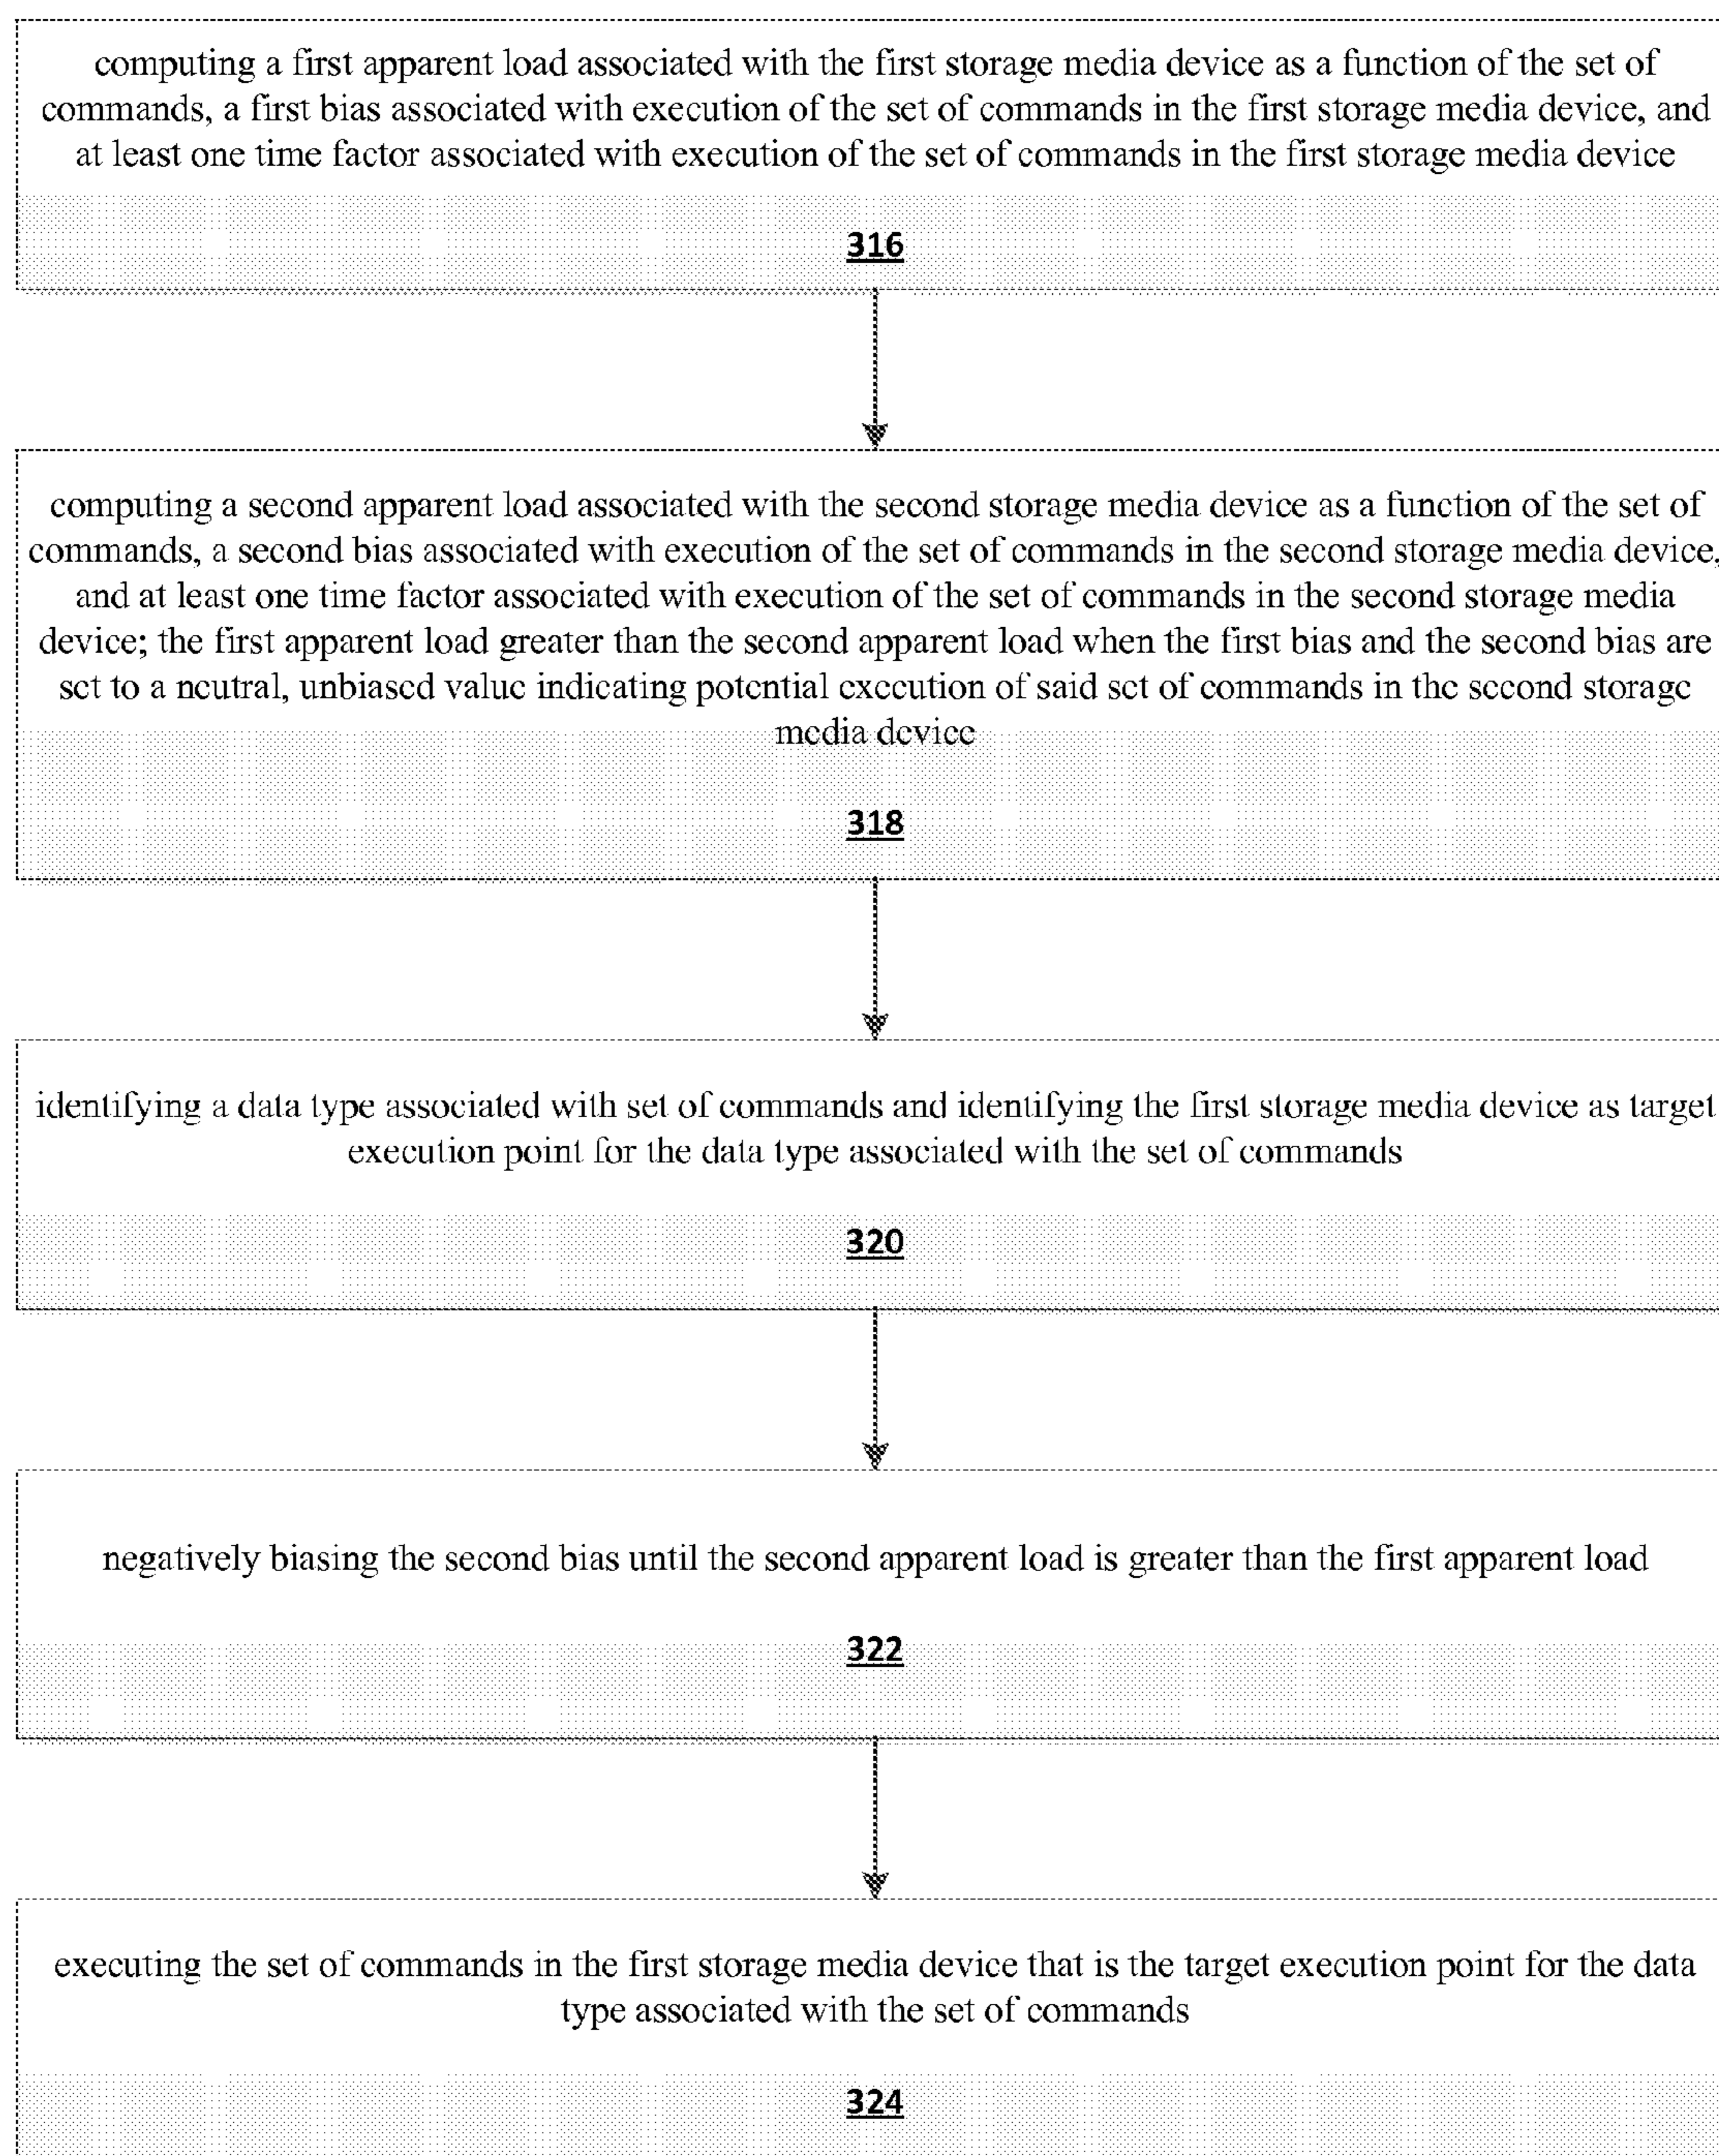 computing a first apparent load associated with the first storage media device as a function of the set of
commands, a first bias associated with execution of the set of commands in the first storage media device, and
at least one time factor associated with execution of the set of commands in the first storage media device
316
computing a second apparent load associated with the second storage media device as a function of the set of
commands, a second bias associated with execution of the set of commands in the second storage media device,
and at least one time factor associated with execution of the set of commands in the second storage media
device; the first apparent load greater than the second apparent load when the first bias and the second bias are
set to a neutral, unbiased value indicating potential execution of said set of commands in the second storage
media device
318
identifying a data type associated with set of commands and identifying the first storage media device as target
execution point for the data type associated with the set of commands
320
negatively biasing the second bias until the second apparent load is greater than the first apparent load
322
executing the set of commands in the first storage media device that is the target execution point for the data
type associated with the set of commands
324